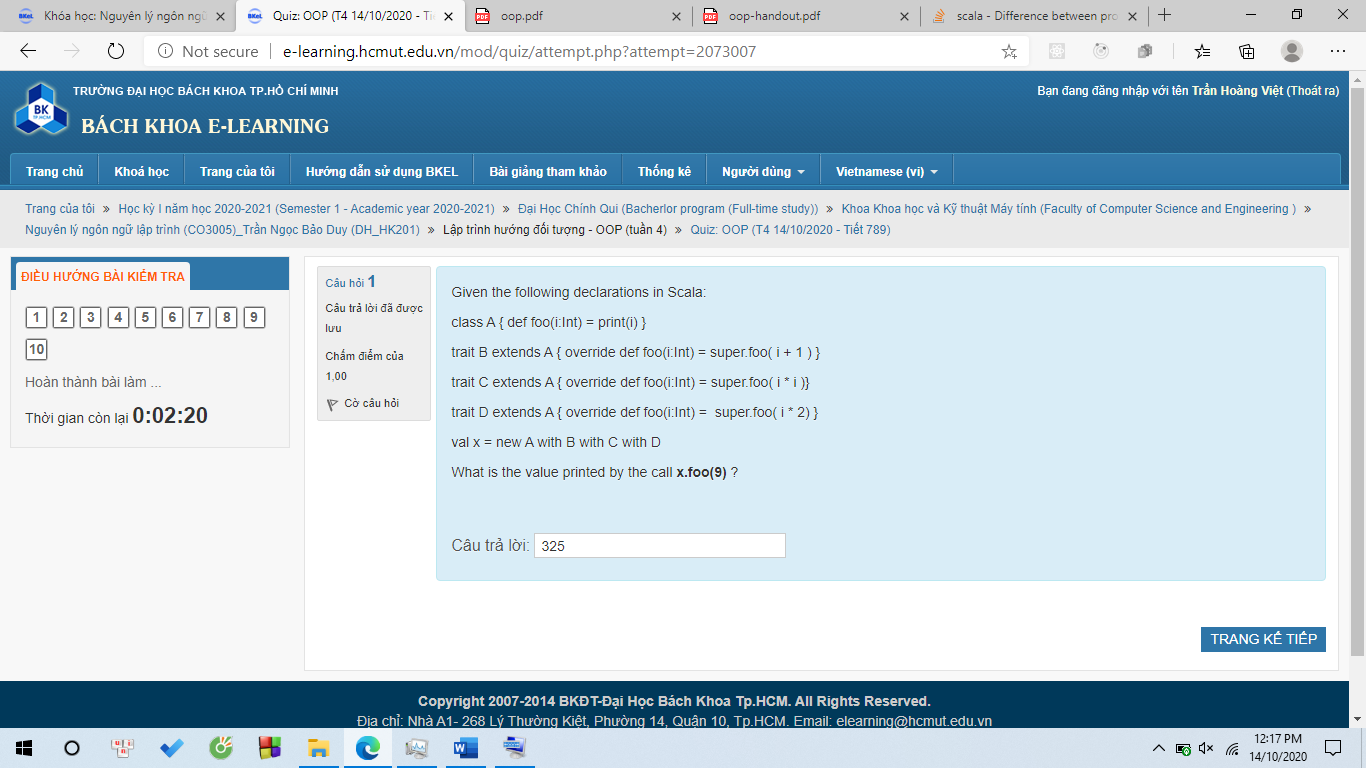 Khóa học: Nguyên lý ngôn ngữ
Quiz: OOP (T4 14/10/2020 - Tiế
oop.pdf
oop-handout.pdf
scala - Difference between pro
Not secure
e-learning.hcmut.edu.vn/mod/quiz/attempt.php?attempt=2073007
TRƯỜNG ĐẠI HỌC BÁCH KHOA TP.HỒ CHÍ MINH
Bạn đang đăng nhập với tên Trần Hoàng Việt (Thoát ra)
BK
TP.HCM
BÁCH KHOA E-LEARNING
Trang chủ Khoá học Trang của tôi Hướng dẫn sử dụng BKEL Bài giảng tham khảo Thống kê Người dùng Vietnamese (vi)
Trang của tôi » Học kỳ I năm học 2020-2021 (Semester 1 - Academic year 2020-2021) » Đại Học Chính Qui (Bacherlor program (Full-time study)) » Khoa Khoa học và Kỹ thuật Máy tính (Faculty of Computer Science and Engineering ) »
Nguyên lý ngôn ngữ lập trình (CO3005)_Trần Ngọc Bảo Duy (DH_HK201) » Lập trình hướng đối tượng - OOP (tuần 4) » Quiz: OOP (T4 14/10/2020 - Tiết 789)
ĐIỀU HƯỚNG BÀI KIỂM TRA
1 2 3 4 5 6 7 8 9
10
Hoàn thành bài làm ...
Thời gian còn lại 0:02:20
Câu hỏi 1
Câu trả lời đã được
lưu
Chấm điểm của
1,00
Cờ câu hỏi
Given the following declarations in Scala:
class A { def foo(i:Int) = print(i) }
trait B extends A { override def foo(i:Int) = super.foo( i + 1 ) }
trait C extends A { override def foo(i:Int) = super.foo( i * i )}
trait D extends A { override def foo(i:Int) =  super.foo( i * 2) }
val x = new A with B with C with D
What is the value printed by the call x.foo(9) ?
Câu trả lời: 325
TRANG KẾ TIẾP
Copyright 2007-2014 BKĐT-Đại Học Bách Khoa Tp.HCM. All Rights Reserved.
Địa chỉ: Nhà A1- 268 Lý Thường Kiệt, Phường 14, Quận 10, Tp.HCM. Email: elearning@hcmut.edu.vn
12:17 PM
14/10/2020